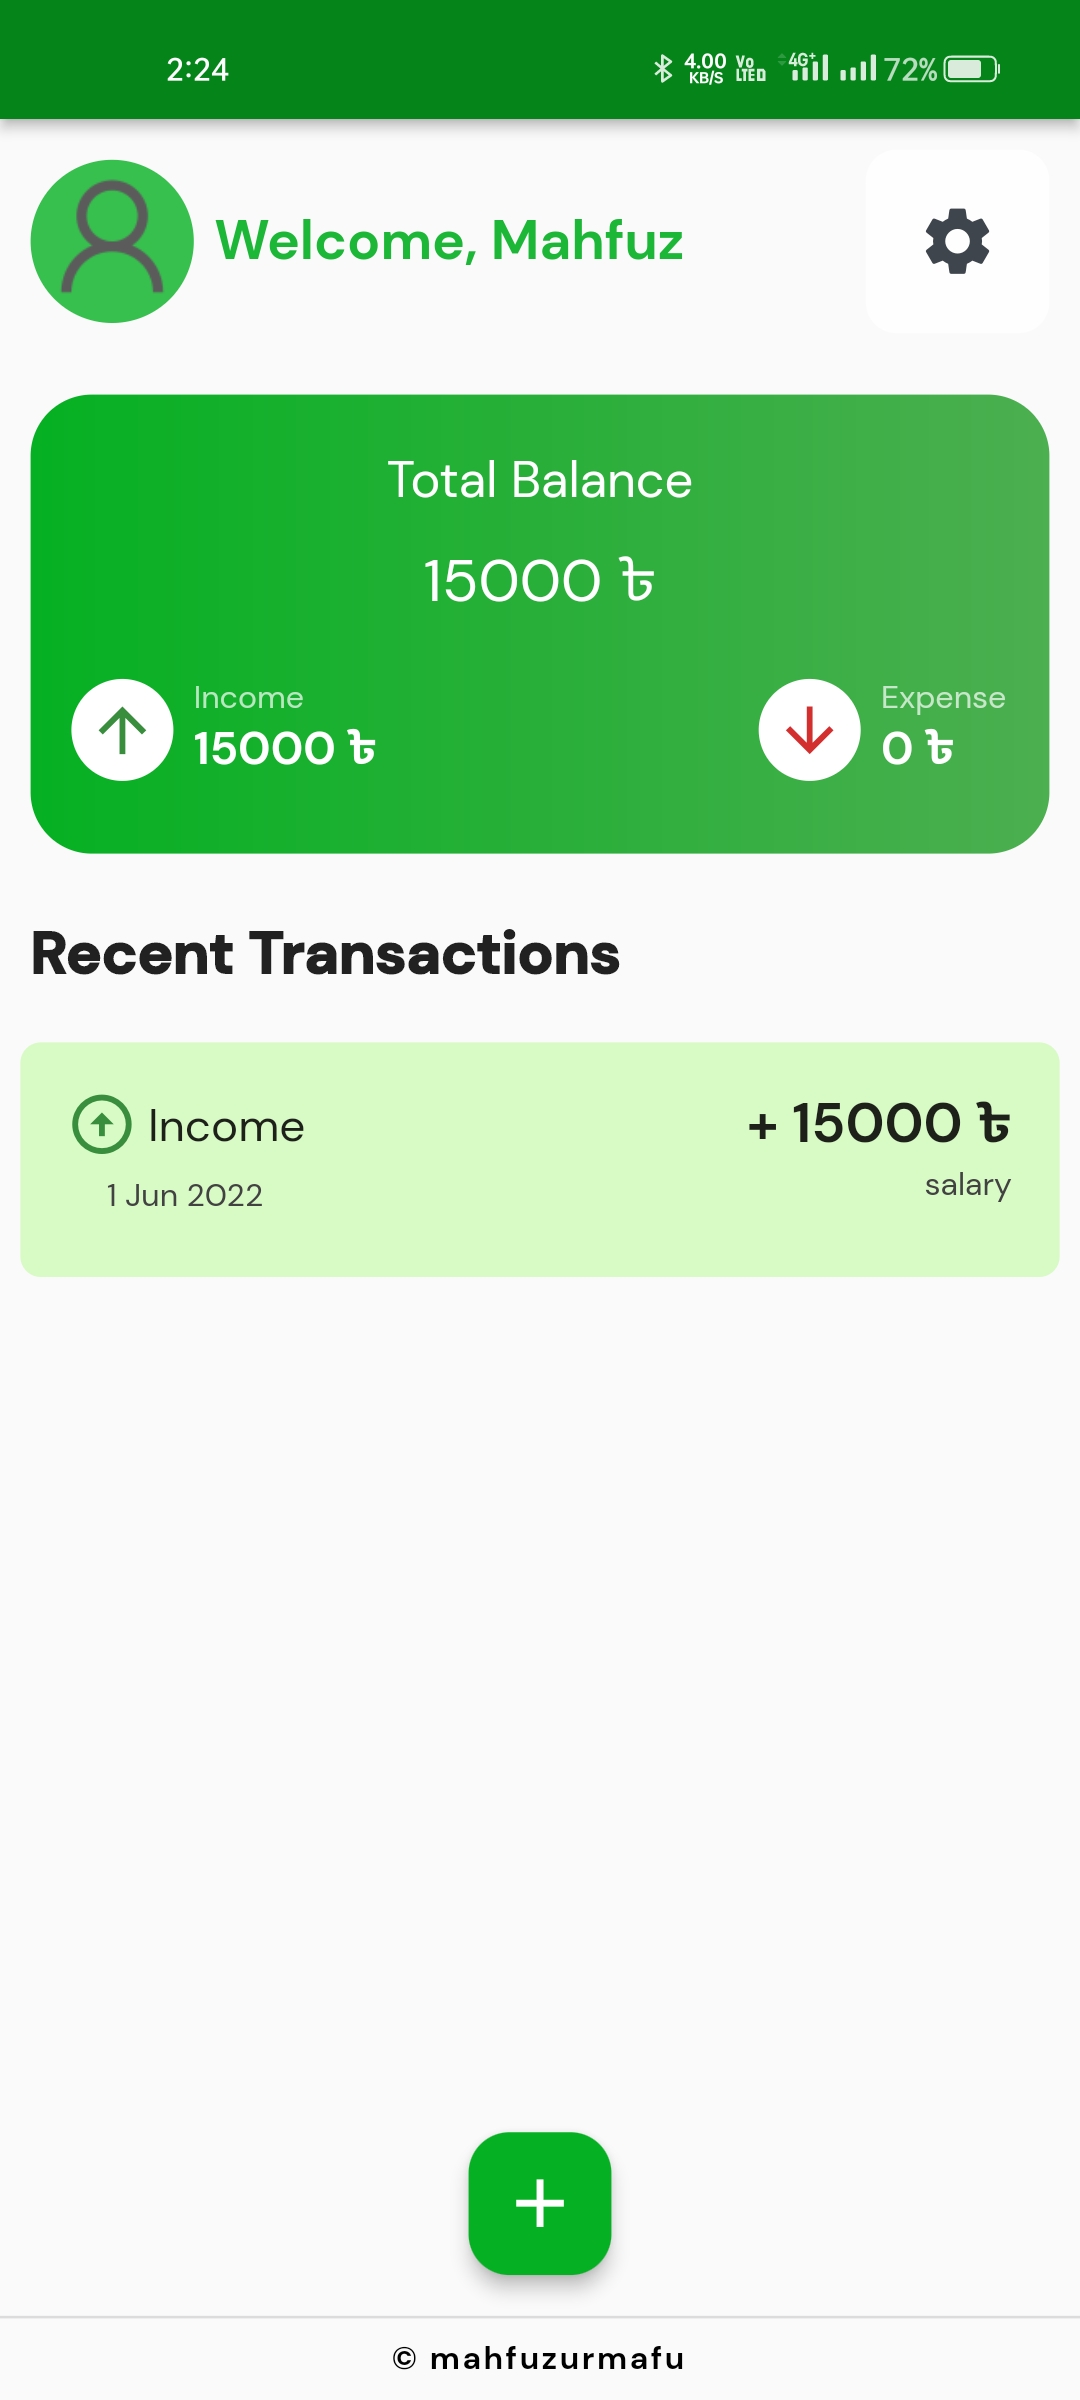 2:24 4.00 KB/S Vo LTE 4G+ 72%
Welcome, Mahfuz
Total Balance
15000 ৳
Income
15000 ৳
Expense
0 ৳
Recent Transactions
Income
+ 15000 ৳
1 Jun 2022
salary
© mahfuzurmafu